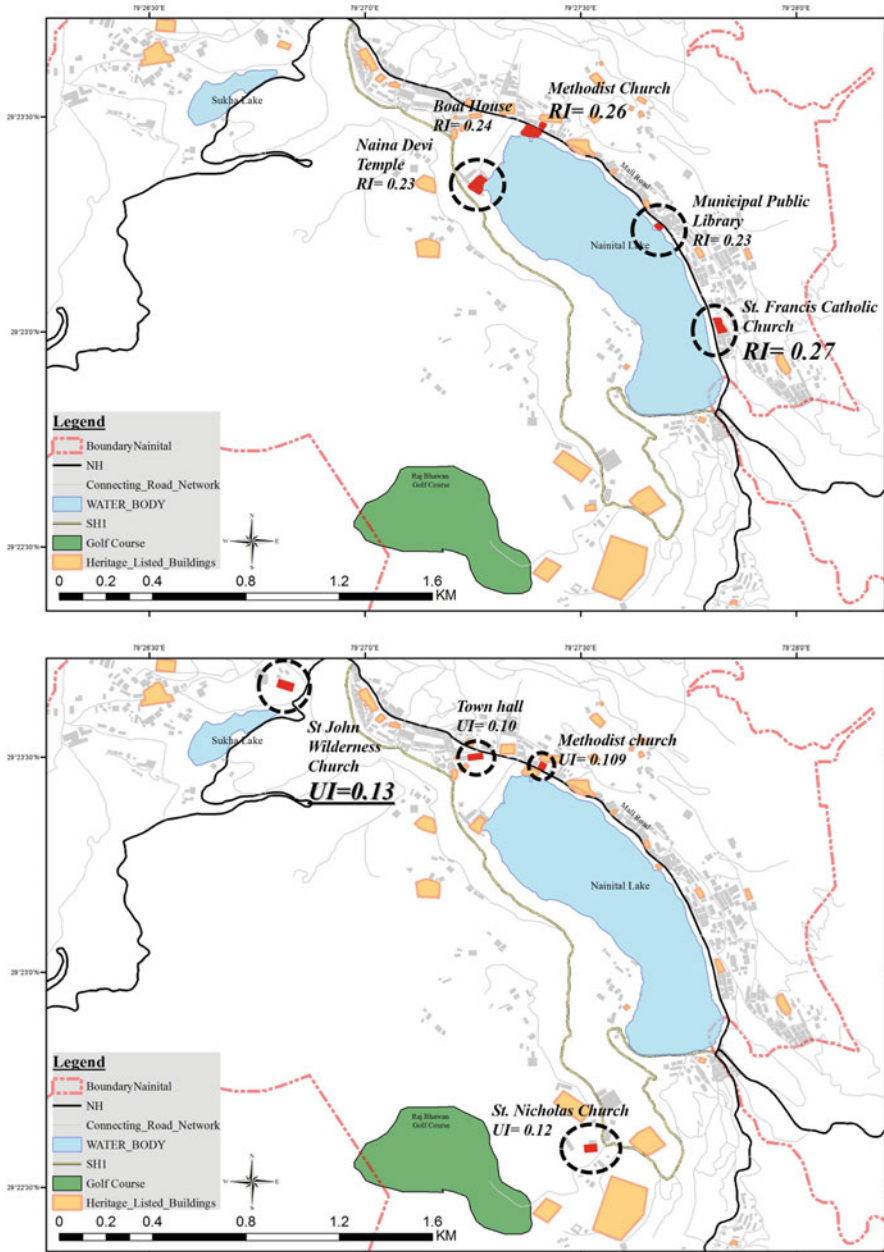 79°26'30"E
79°27'0"E
79°27'30"E
79°28'0"E
29°23'30"N
29°23'0"N
29°22'30"N
Sukha Lake
Boat House
RI= 0.24
Methodist Church
RI= 0.26
Naina Devi
Temple
RI= 0.23
Mall Road
Municipal Public
Library
RI= 0.23
Nainital Lake
St. Francis Catholic
Church
RI= 0.27
Raj Bhawan
Golf Course
Legend
BoundaryNainital
NH
Connecting_Road_Network
WATER_BODY
SH1
Golf Course
Heritage_Listed_Buildings
N
W
E
S
0 0.2 0.4 0.8 1.2 1.6
KM
79°26'30"E
79°27'0"E
79°27'30"E
79°28'0"E
29°23'30"N
29°23'0"N
29°22'30"N
Sukha Lake
St John
Wilderness
Church
UI=0.13
Town hall
UI= 0.10
Methodist church
UI= 0.109
Mall Road
Nainital Lake
St. Nicholas Church
UI= 0.12
Raj Bhawan
Golf Course
Legend
BoundaryNainital
NH
Connecting_Road_Network
WATER_BODY
SH1
Golf Course
Heritage_Listed_Buildings
N
W
E
S
0 0.2 0.4 0.8 1.2 1.6
KM